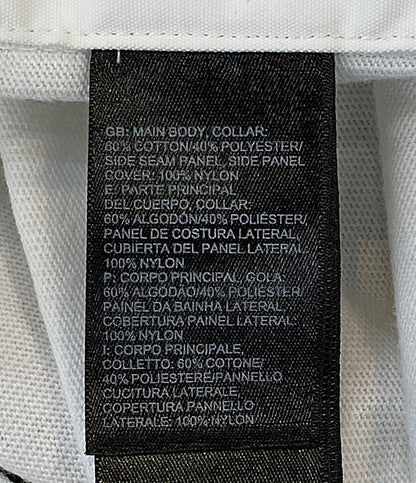 GB: MAIN BODY, COLLAR:
60% COTTON/40% POLYESTER/
SIDE SEAM PANEL, SIDE PANEL
COVER: 100% NYLON
E: PARTE PRINCIPAL
DEL CUERPO, COLLAR:
60% ALGODÓN/40% POLIÉSTER/
PANEL DE COSTURA LATERAL,
CUBIERTA DEL PANEL LATERAL:
100% NYLON
P: CORPO PRINCIPAL, GOLA:
60% ALGODÃO/40% POLIÉSTER/
PAINEL DA BAINHA LATERAL,
COBERTURA PAINEL LATERAL:
100% NYLON
I: CORPO PRINCIPALE,
COLLETTO: 60% COTONE/
40% POLIESTERE/PANNELLO
CUCITURA LATERALE,
COPERTURA PANNELLO
LATERALE: 100% NYLON